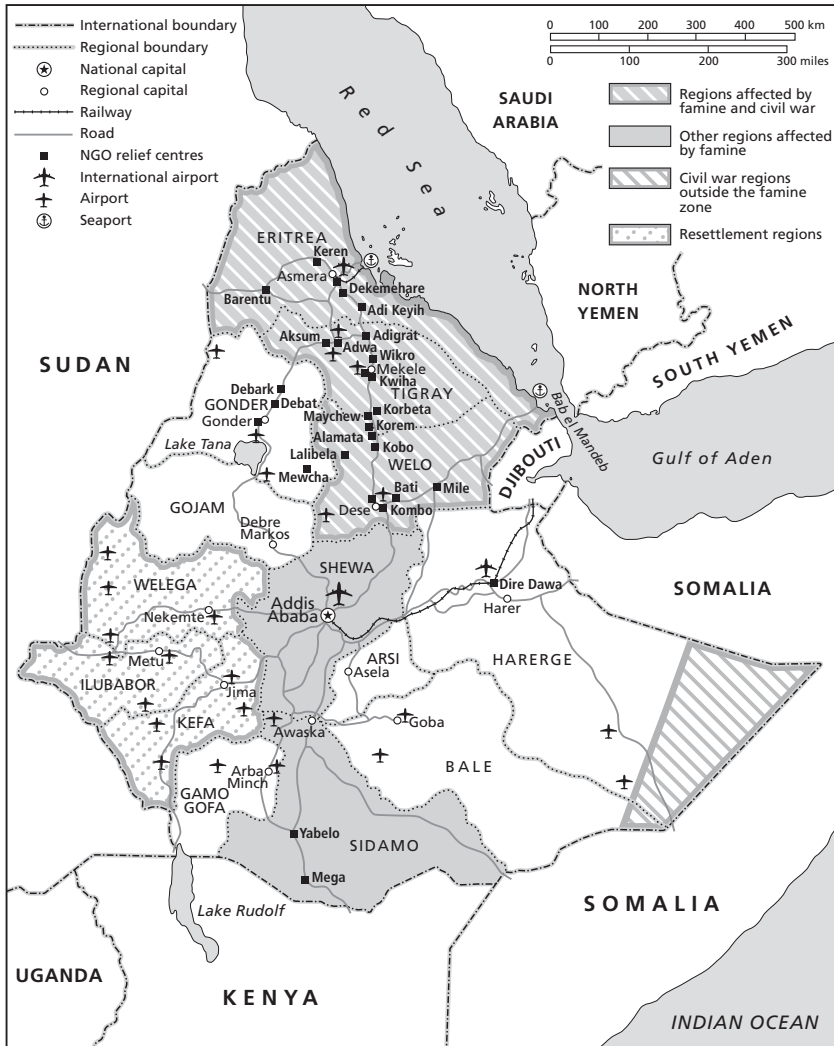 International boundary
Regional boundary
National capital
Regional capital
Railway
Road
NGO relief centres
International airport
Airport
Seaport
0 100 200 300 400 500 km
0 100 200 300 miles
Regions affected by
famine and civil war
Other regions affected
by famine
Civil war regions
outside the famine
zone
Resettlement regions
Red Sea
SAUDI
ARABIA
NORTH
YEMEN
SOUTH YEMEN
SUDAN
ERITREA
Keren
Asmera
Dekemehare
Barentu
Adi Keyih
Aksum
Adwa
Adigrat
Wikro
Mekele
Kwiha
TIGRAY
Debark
Debat
GONDER
Gonder
Maychew
Korbeta
Korem
Alamata
Kobo
Lalibela
WELO
Lake Tana
Mewcha
Bati
Mile
Dese
Kombo
DJIBOUTI
Bab el Mandeb
Gulf of Aden
GOJAM
Debre
Markos
SHEWA
WELEGA
Addis
Ababa
Nekemte
Dire Dawa
Harer
SOMALIA
Metu
ILUBABOR
Jima
KEFA
ARSI
Asela
HARERGE
Awaska
Goba
BALE
Arba
Minch
GAMO
GOFA
Yabelo
SIDAMO
Mega
Lake Rudolf
SOMALIA
UGANDA
KENYA
INDIAN OCEAN